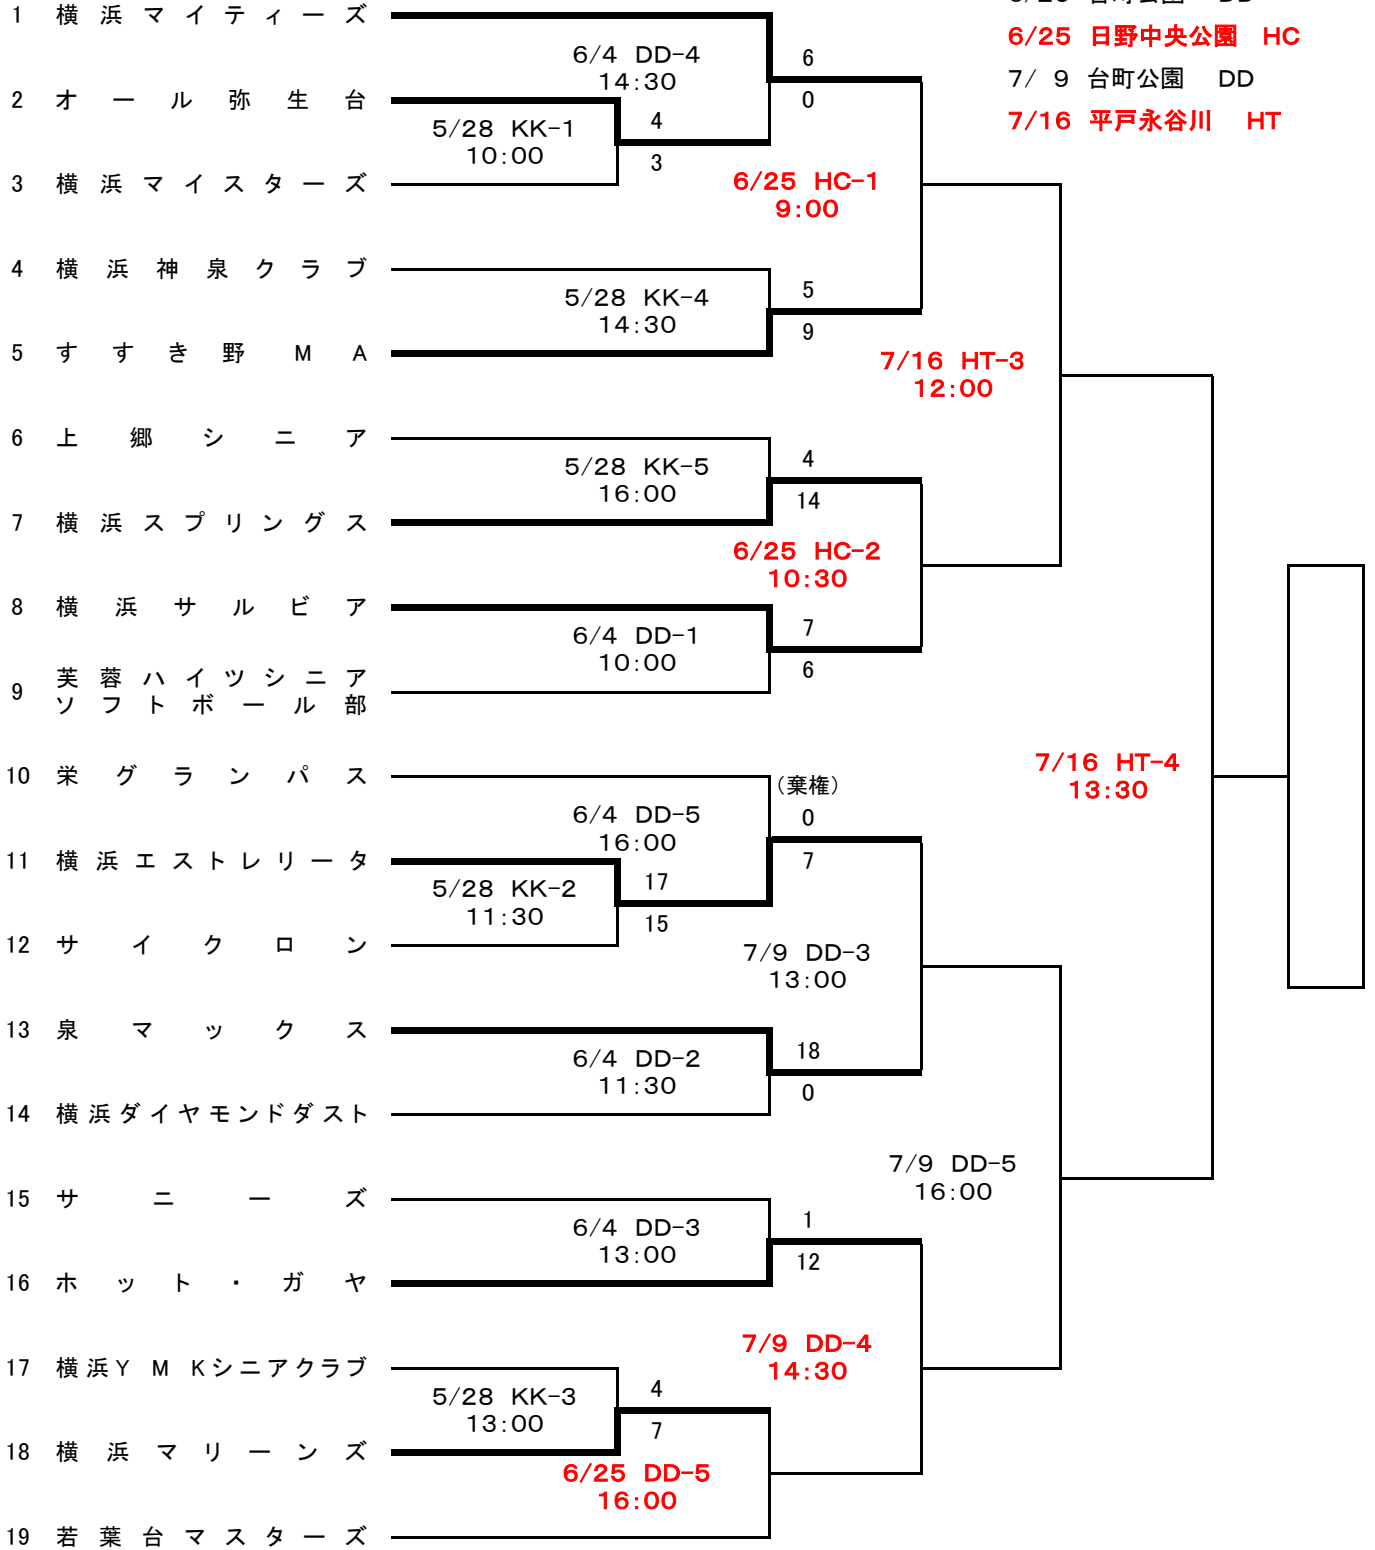 6/25 日野中央公園 HC
7/ 9 台町公園 DD
7/16 平戸永谷川 HT
1 横浜マイティーズ
6/4 DD-4
14:30
6
0
2 オール弥生台
5/28 KK-1
10:00
4
3
3 横浜マイスターズ
6/25 HC-1
9:00
4 横浜神泉クラブ
5/28 KK-4
14:30
5
9
5 すすき野MA
7/16 HT-3
12:00
6 上郷シニア
5/28 KK-5
16:00
4
14
7 横浜スプリングス
6/25 HC-2
10:30
8 横浜サルビア
6/4 DD-1
10:00
7
6
9 芙蓉ハイツシニア
ソフトボール部
7/16 HT-4
13:30
10 栄グランパス
(棄権)
6/4 DD-5
16:00
0
7
11 横浜エストレリータ
5/28 KK-2
11:30
17
15
12 サイクロン
7/9 DD-3
13:00
13 泉マックス
6/4 DD-2
11:30
18
0
14 横浜ダイヤモンドダスト
7/9 DD-5
16:00
15 サニーズ
6/4 DD-3
13:00
1
12
16 ホット・ガヤ
7/9 DD-4
14:30
17 横浜YMKシニアクラブ
5/28 KK-3
13:00
4
7
18 横浜マリーンズ
6/25 DD-5
16:00
19 若葉台マスターズ